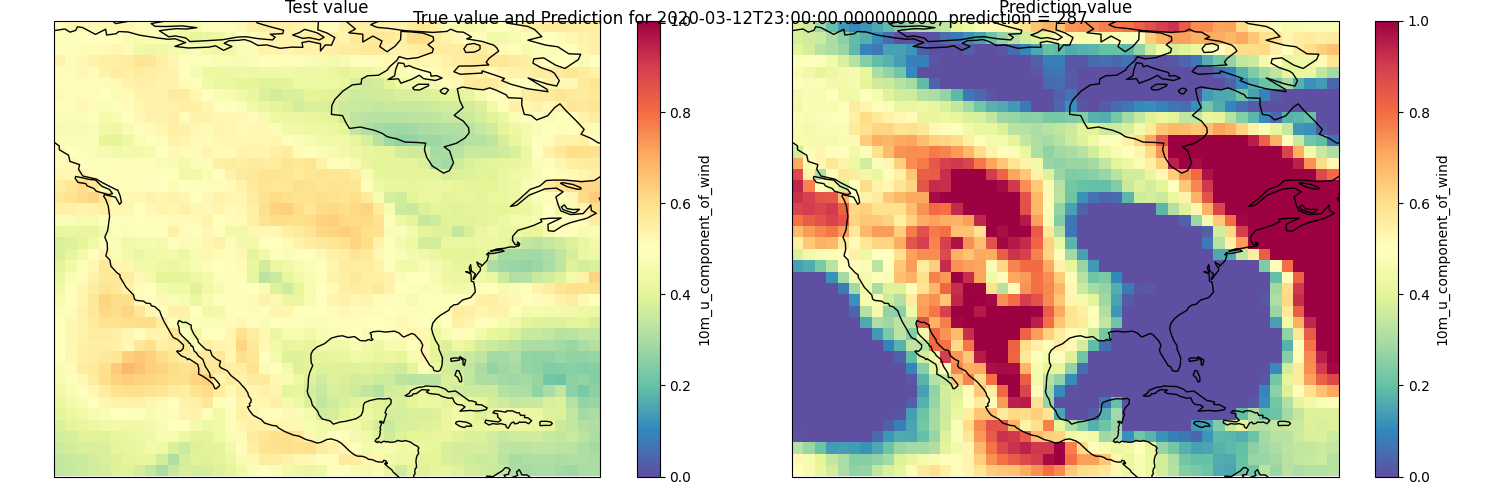 Test value
Prediction value
True value and Prediction for 2020-03-12T23:00:00.000000000, prediction = 287
1.0
0.8
0.6
0.4
0.2
0.0
10m_u_component_of_wind
1.0
0.8
0.6
0.4
0.2
0.0
10m_u_component_of_wind